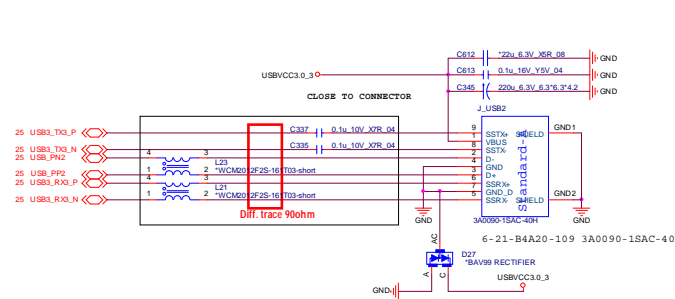 C612 *22u_6.3V_X5R_08 GND
USBVCC3.0_3 C613 0.1u_16V_Y5V_04 GND
C345 220u_6.3V_6.3*6.3*4.2 GND
CLOSE TO CONNECTOR
J_USB2
25 USB3_TX3_P C337 0.1u_10V_X7R_04 9 SSTX+ SHIELD GND1
1 VBUS
25 USB3_TX3_N C335 0.1u_10V_X7R_04 8 SSTX-
25 USB_PN2 4 3 2 D-
L23 4 GND
25 USB_PP2 1 2 *WCM2012F2S-161T03-short 3 D+
25 USB3_RX3_P 4 3 6 SSRX+
L21 7 GND_D GND2
25 USB3_RX3_N 1 2 *WCM2012F2S-161T03-short 5 SSRX- SHIELD
Standard-A
Diff. trace 90ohm
GND 3A0090-1SAC-40H GND
6-21-B4A20-109 3A0090-1SAC-40
AC
D27
*BAV99 RECTIFIER
A C USBVCC3.0_3
GND